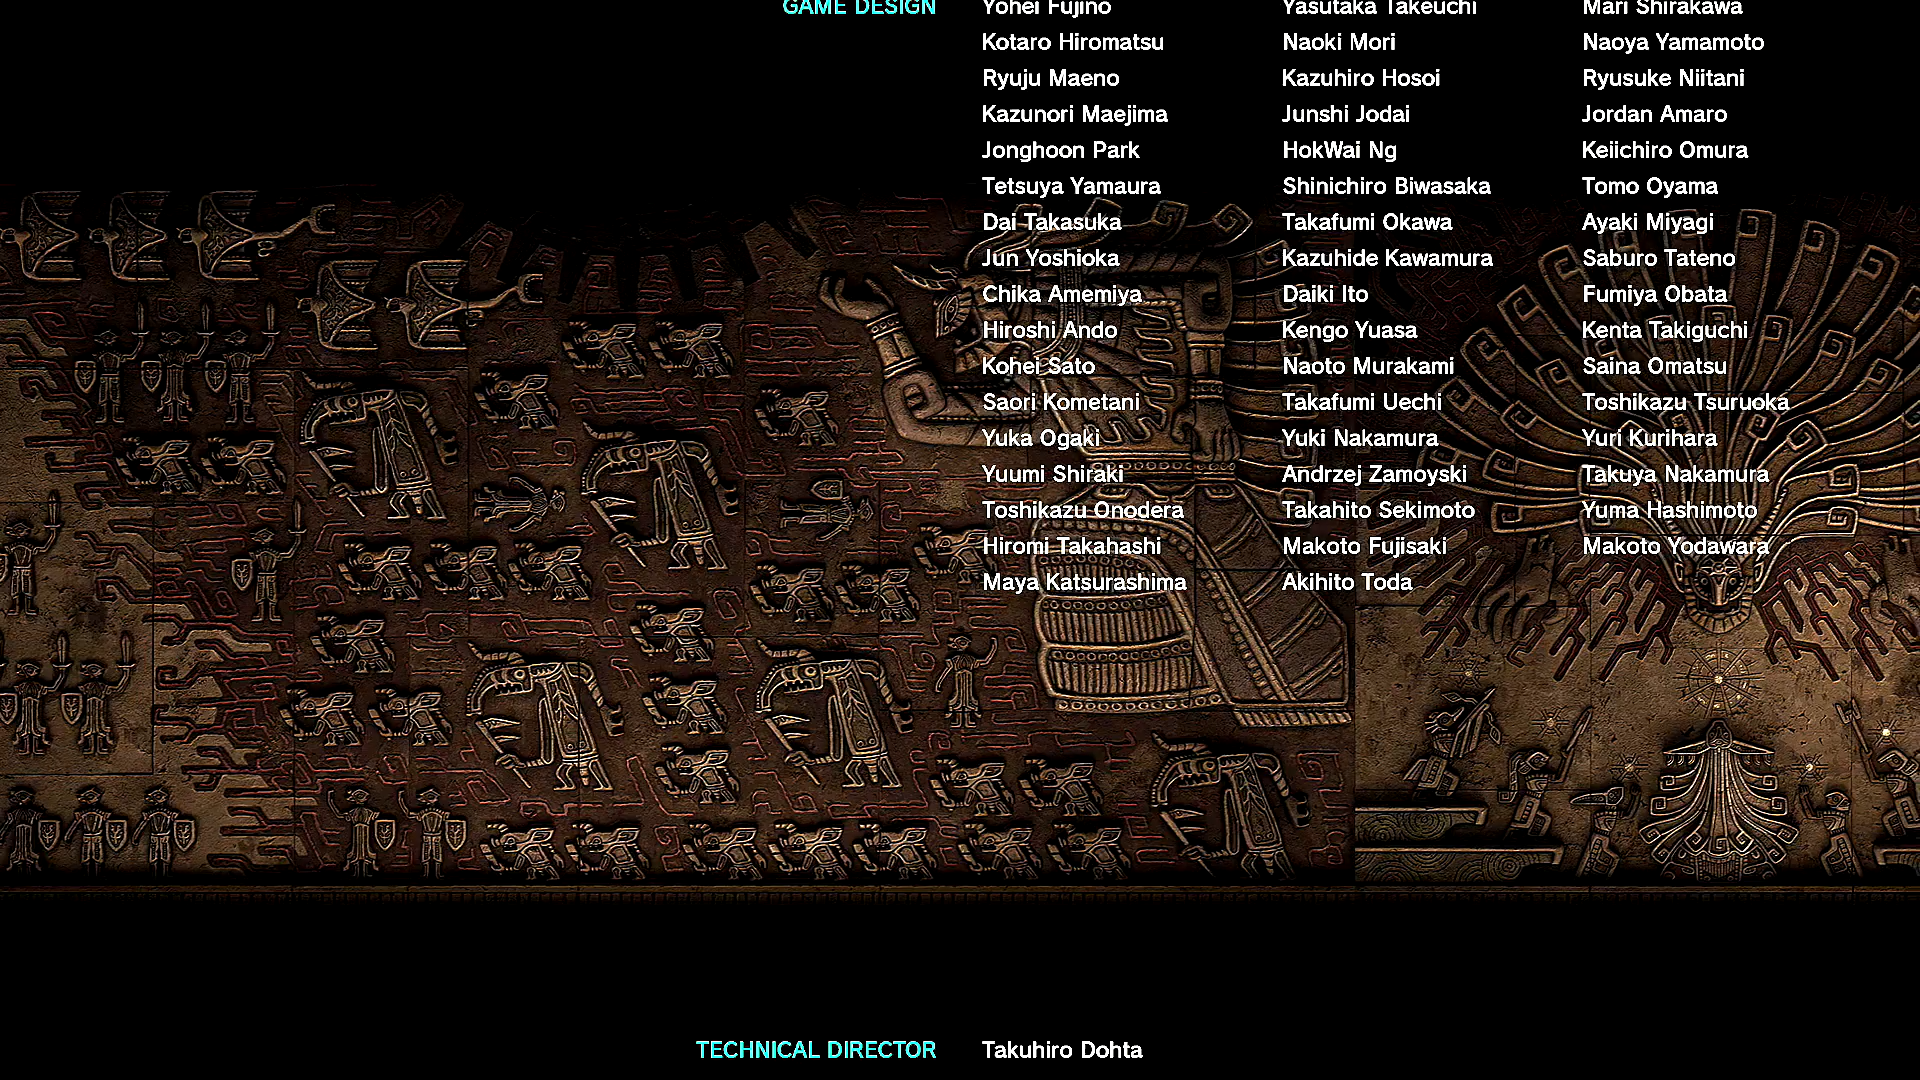 GAME DESIGN Yohei Fujino Yasutaka Takeuchi Mari Shirakawa
Kotaro Hiromatsu Naoki Mori Naoya Yamamoto
Ryuju Maeno Kazuhiro Hosoi Ryusuke Niitani
Kazunori Maejima Junshi Jodai Jordan Amaro
Jonghoon Park HokWai Ng Keiichiro Omura
Tetsuya Yamaura Shinichiro Biwasaka Tomo Oyama
Dai Takasuka Takafumi Okawa Ayaki Miyagi
Jun Yoshioka Kazuhide Kawamura Saburo Tateno
Chika Amemiya Daiki Ito Fumiya Obata
Hiroshi Ando Kengo Yuasa Kenta Takiguchi
Kohei Sato Naoto Murakami Saina Omatsu
Saori Kometani Takafumi Uechi Toshikazu Tsuruoka
Yuka Ogaki Yuki Nakamura Yuri Kurihara
Yuumi Shiraki Andrzej Zamoyski Takuya Nakamura
Toshikazu Onodera Takahito Sekimoto Yuma Hashimoto
Hiromi Takahashi Makoto Fujisaki Makoto Yodawara
Maya Katsurashima Akihito Toda
TECHNICAL DIRECTOR Takuhiro Dohta